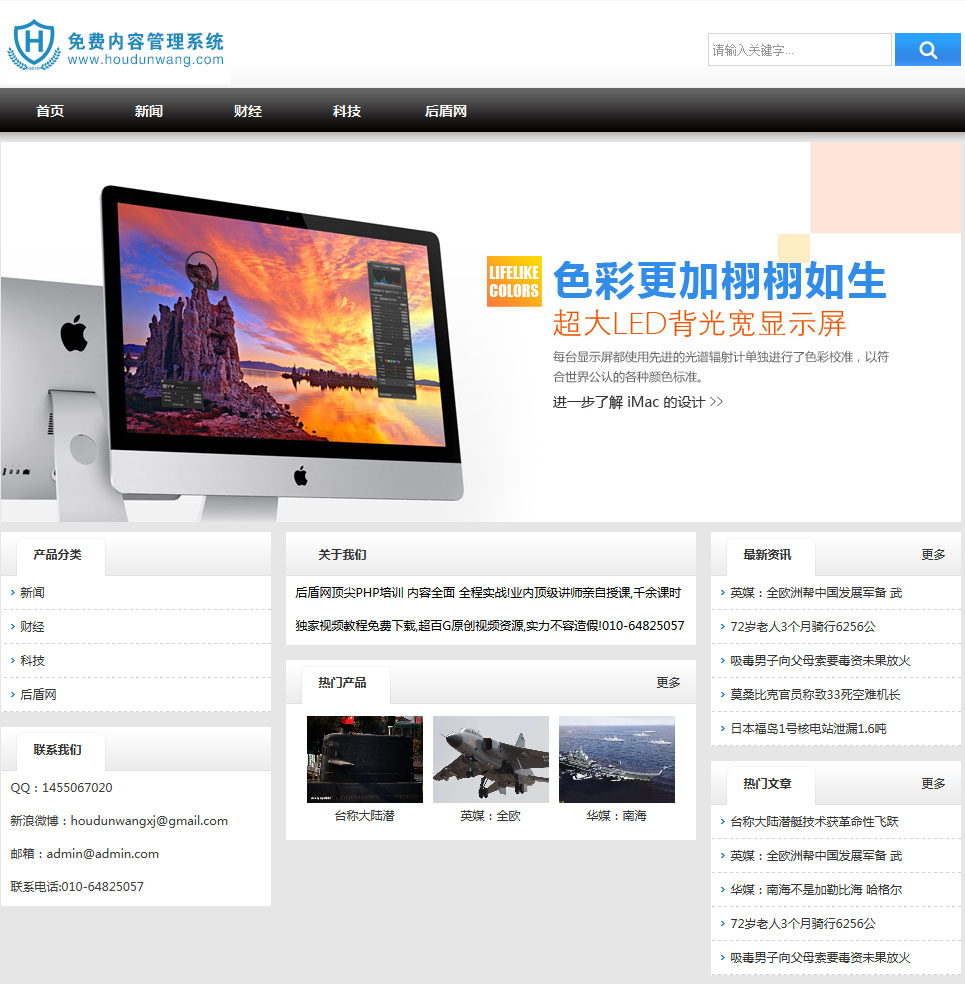 免费内容管理系统
www.houdunwang.com
请输入关键字...
首页 新闻 财经 科技 后盾网
LIFELIKE
COLORS
色彩更加栩栩如生
超大LED背光宽显示屏
每台显示屏都使用先进的光谱辐射计单独进行了色彩校准，以符
合世界公认的各种颜色标准。
进一步了解 iMac 的设计 >>
产品分类
新闻
财经
科技
后盾网
联系我们
QQ：1455067020
新浪微博：houdunwangxj@gmail.com
邮箱：admin@admin.com
联系电话:010-64825057
关于我们
后盾网顶尖PHP培训 内容全面 全程实战!业内顶级讲师亲自授课,千余课时
独家视频教程免费下载,超百G原创视频资源,实力不容造假!010-64825057
热门产品 更多
台称大陆潜 英媒：全欧 华媒：南海
最新资讯 更多
英媒：全欧洲帮中国发展军备 武
72岁老人3个月骑行6256公
吸毒男子向父母索要毒资未果放火
莫桑比克官员称致33死空难机长
日本福岛1号核电站泄漏1.6吨
热门文章 更多
台称大陆潜艇技术获革命性飞跃
英媒：全欧洲帮中国发展军备 武
华媒：南海不是加勒比海 哈格尔
72岁老人3个月骑行6256公
吸毒男子向父母索要毒资未果放火